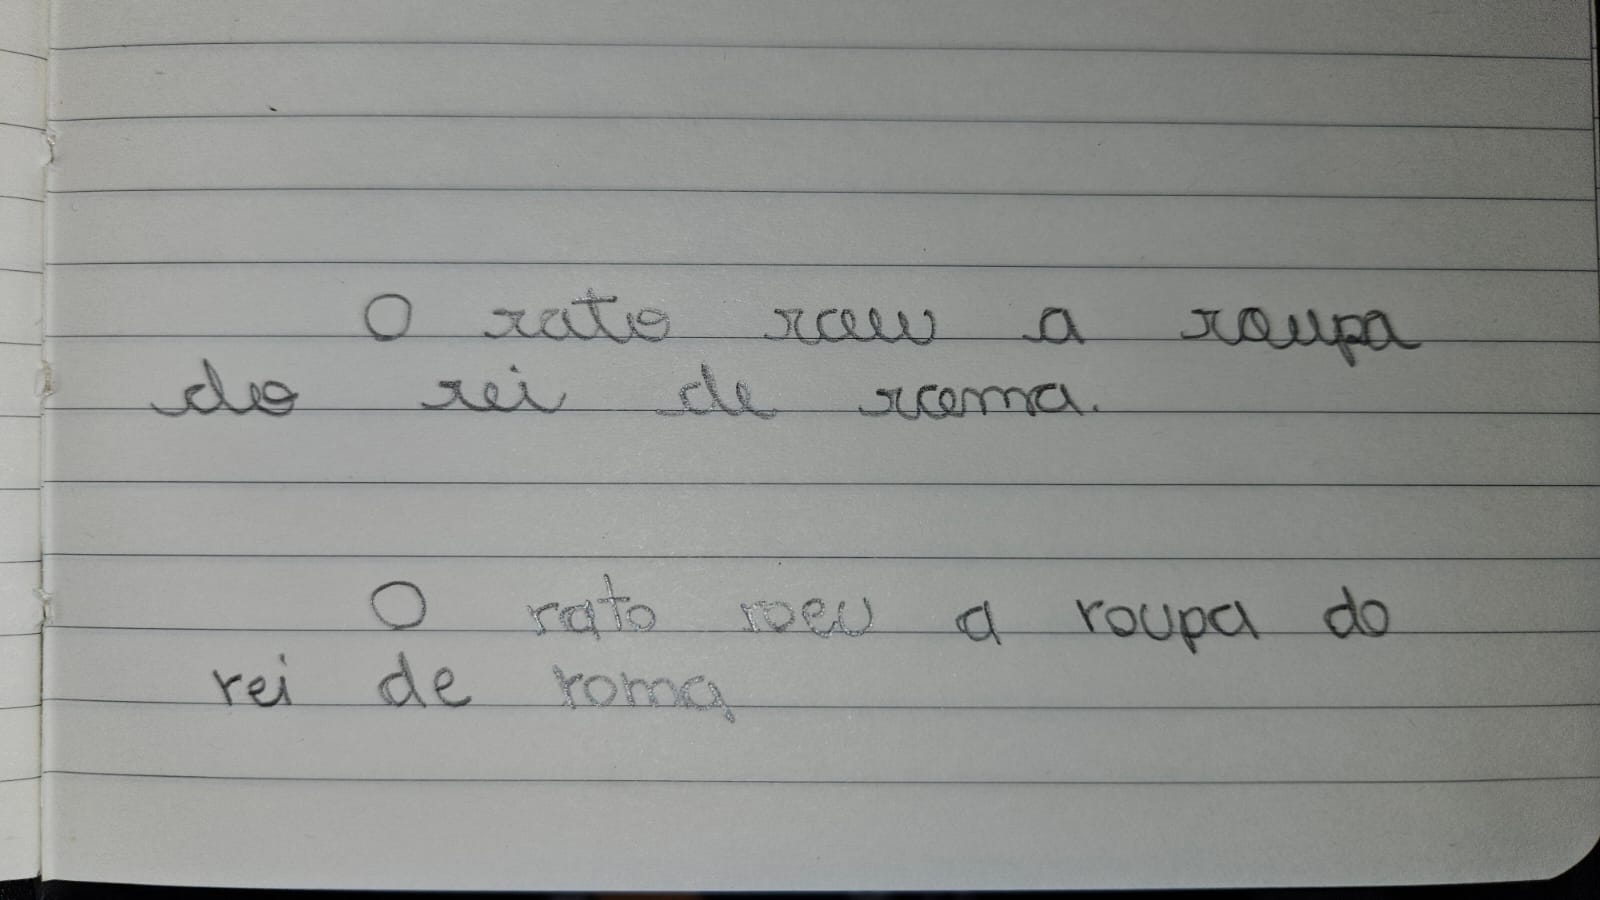 O rato roeu a roupa
do rei de roma.
O rato roeu a roupa do
rei de roma